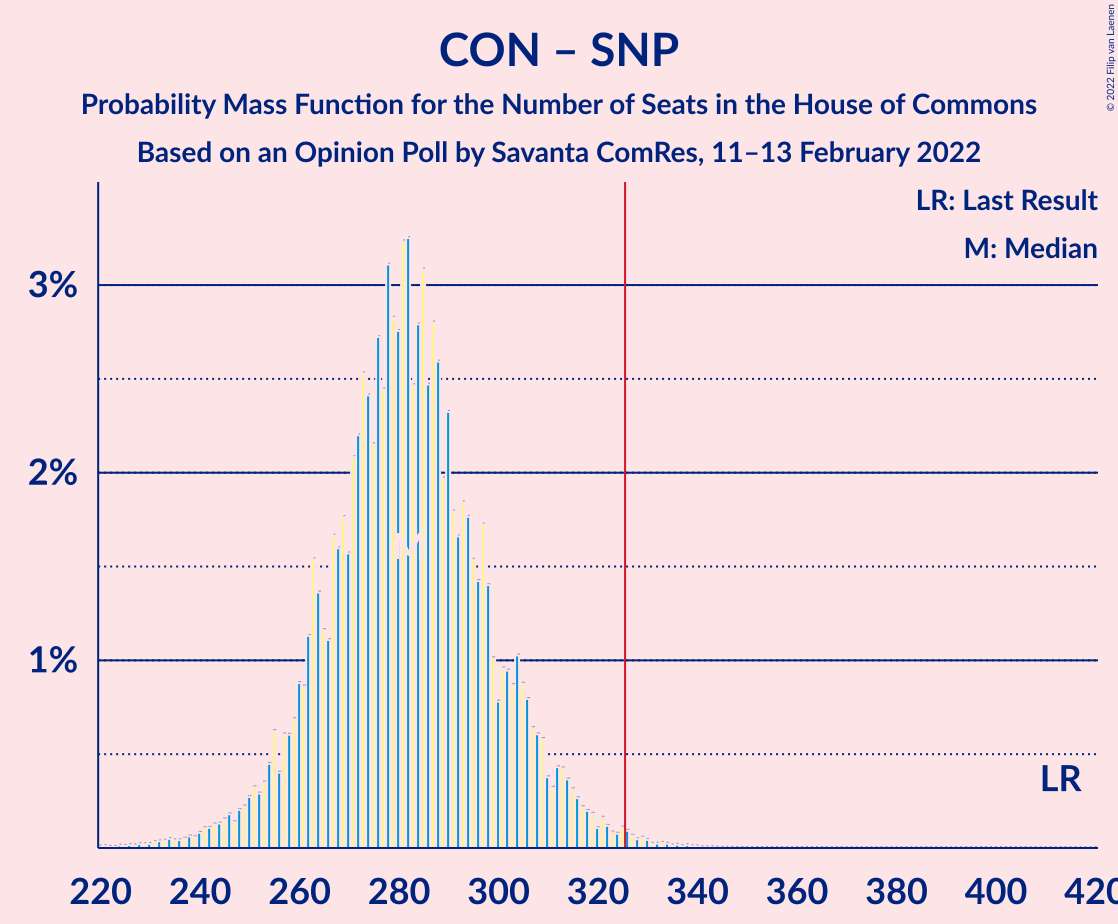 CON – SNP
Probability Mass Function for the Number of Seats in the House of Commons
Based on an Opinion Poll by Savanta ComRes, 11–13 February 2022
© 2022 Filip van Laenen
LR: Last Result
M: Median
3%
2%
1%
M
LR
220 240 260 280 300 320 340 360 380 400 420